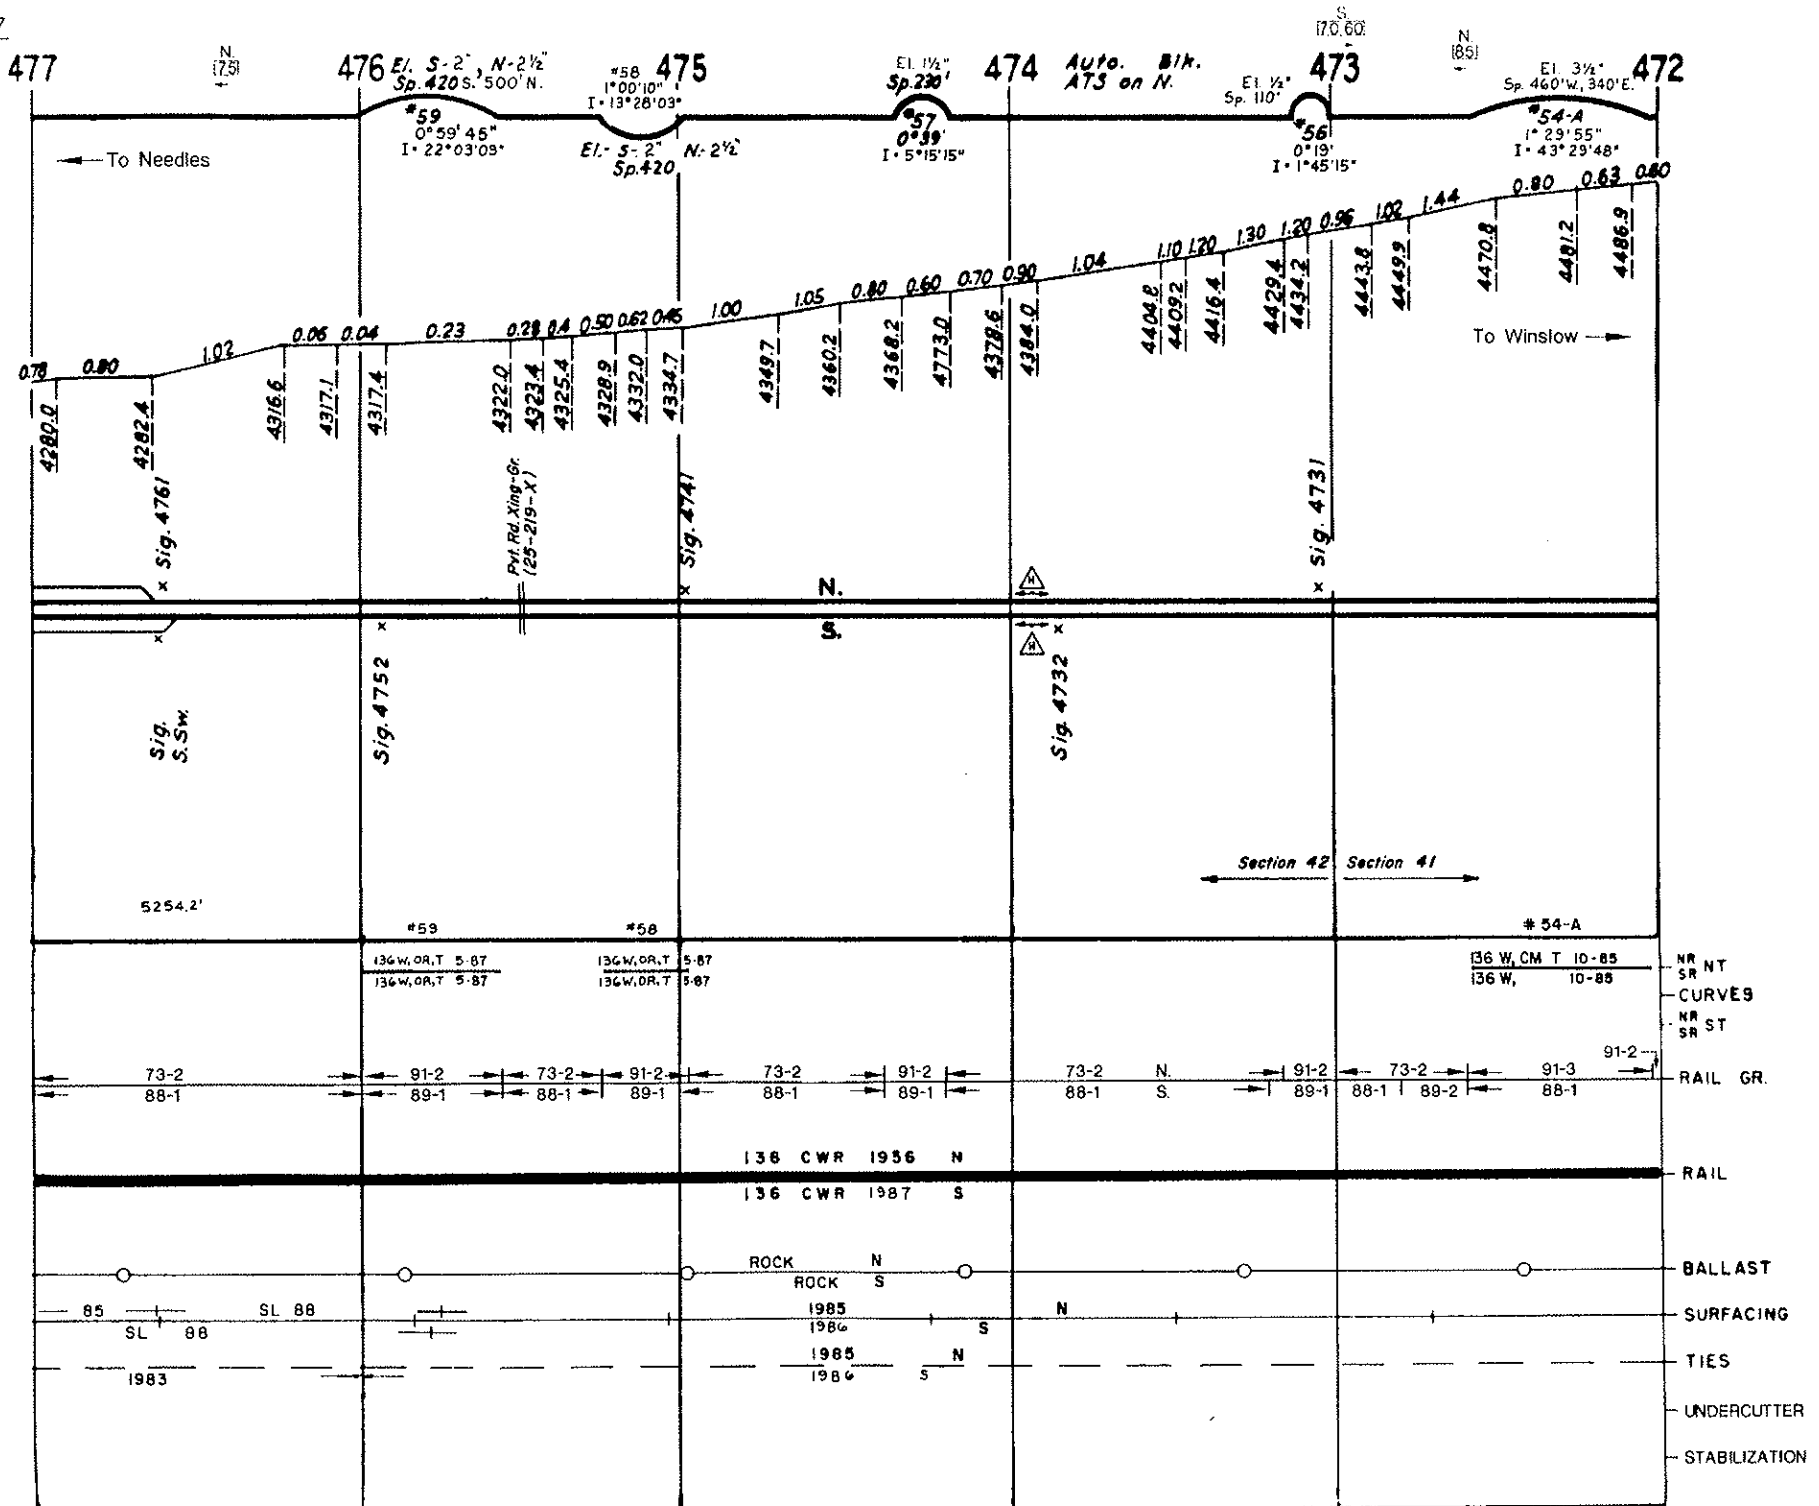 477
N.
(75)
476
El. S-2", N-2½"
Sp. 420 S. 500' N.
#58
1°00'10"
I-13°28'03"
475
El. 1½"
Sp. 230'
474
Auto. Blk.
ATS on N.
El. ½"
Sp. 110'
S.
(70,60)
473
N.
(85)
El. 3½"
Sp. 460'W, 340'E.
472
#59
0°59'45"
I-22°03'09"
El.- S-2" N-2½"
Sp. 420
#57
0°39'
I-5°15'15"
#56
0°19'
I-1°45'15"
#54-A
1°29'55"
I-43°29'48"
To Needles
0.78 0.80 1.02 0.06 0.04 0.23 0.28 0.4 0.50 0.62 0.45 1.00 1.05 0.80 0.60 0.70 0.90 1.04 1.10 1.20 1.30 1.20 0.96 1.02 1.44 0.80 0.63 0.60
4280.0 4282.4 4316.6 4317.1 4317.4 4322.0 4323.4 4325.4 4328.9 4332.0 4334.7 4349.7 4360.2 4368.2 4773.0 4378.6 4384.0 4404.8 4409.2 4416.4 4429.4 4434.2 4443.8 4449.9 4470.8 4481.2 4486.9
To Winslow
x Sig. 4761
Pvt. Rd. Xing-Gr.
(25-219-X)
x Sig. 4741
x Sig. 4731
N.
H
S.
H
x
x
x
Sig.
S. Sw.
Sig. 4752
Sig. 4732
Section 42 Section 41
5254.2'
#59 #58 # 54-A
136W, OR, T 5-87 136W, OR, T 5-87 136 W, CM T 10-85
136W, OR, T 5-87 136W, OR, T 5-87 136 W, 10-85
NR
SR NT
CURVES
NR
SR ST
91-2
73-2 91-2 73-2 91-2 73-2 91-2 73-2 N. 91-2 73-2 91-3
RAIL GR.
88-1 89-1 88-1 89-1 88-1 89-1 88-1 S. 89-1 88-1 89-2 88-1
136 CWR 1956 N
RAIL
136 CWR 1987 S
ROCK N
BALLAST
ROCK S
85 SL 88 1985 N
SURFACING
SL 88 1986 S
1985 N
TIES
1983 1986 S
UNDERCUTTER
STABILIZATION